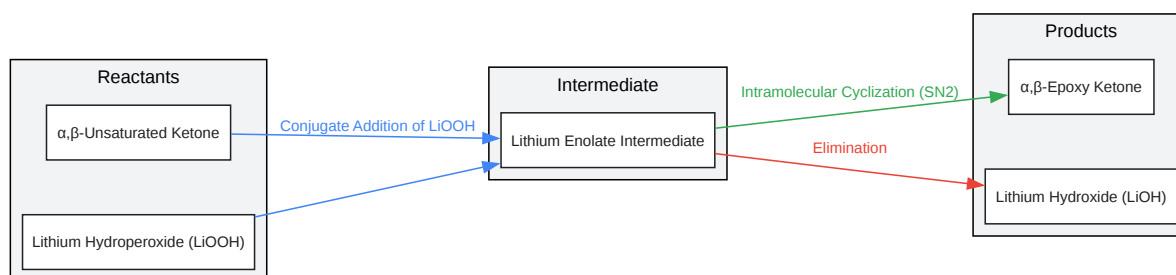 Reactants
α,β-Unsaturated Ketone
Lithium Hydroperoxide (LiOOH)
Conjugate Addition of LiOOH
Intermediate
Lithium Enolate Intermediate
Intramolecular Cyclization (SN2)
Elimination
Products
α,β-Epoxy Ketone
Lithium Hydroxide (LiOH)